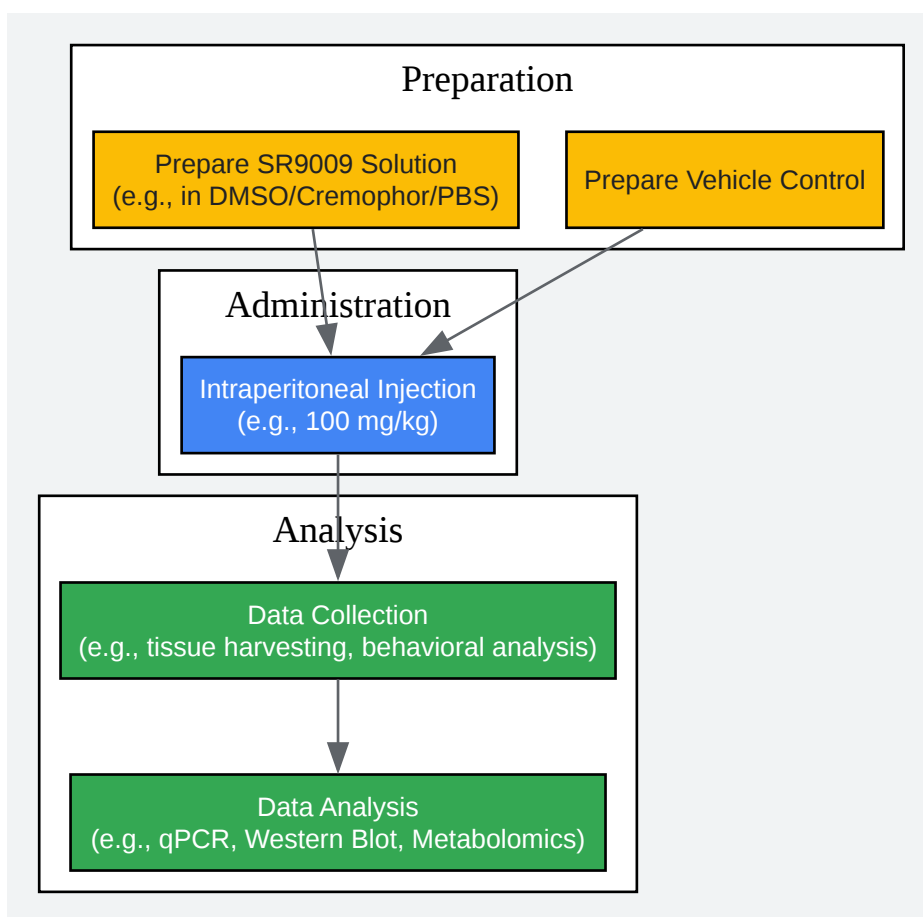 Preparation
Prepare SR9009 Solution
(e.g., in DMSO/Cremophor/PBS)
Prepare Vehicle Control
Administration
Intraperitoneal Injection
(e.g., 100 mg/kg)
Analysis
Data Collection
(e.g., tissue harvesting, behavioral analysis)
Data Analysis
(e.g., qPCR, Western Blot, Metabolomics)